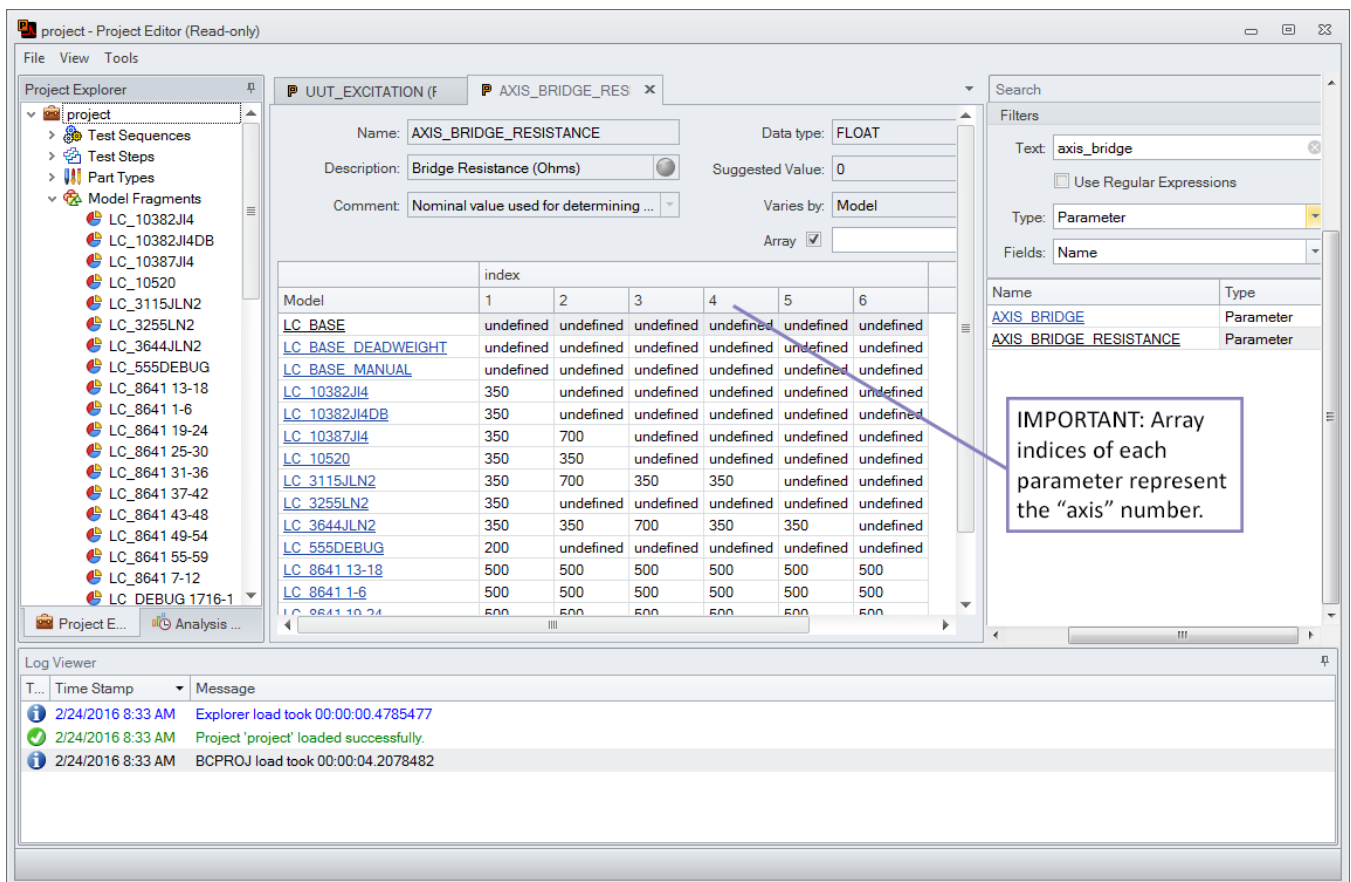 project - Project Editor (Read-only)
File View Tools
Project Explorer
project
Test Sequences
Test Steps
Part Types
Model Fragments
LC_10382JI4
LC_10382JI4DB
LC_10387JI4
LC_10520
LC_3115JLN2
LC_3255LN2
LC_3644JLN2
LC_555DEBUG
LC_8641 13-18
LC_8641 1-6
LC_8641 19-24
LC_8641 25-30
LC_8641 31-36
LC_8641 37-42
LC_8641 43-48
LC_8641 49-54
LC_8641 55-59
LC_8641 7-12
LC_DEBUG 1716-1
Project E... Analysis ...
UUT_EXCITATION (F AXIS_BRIDGE_RES
Name: AXIS_BRIDGE_RESISTANCE Data type: FLOAT
Description: Bridge Resistance (Ohms) Suggested Value: 0
Comment: Nominal value used for determining ... Varies by: Model
Array
index
Model 1 2 3 4 5 6
LC_BASE undefined undefined undefined undefined undefined undefined
LC_BASE_DEADWEIGHT undefined undefined undefined undefined undefined undefined
LC_BASE_MANUAL undefined undefined undefined undefined undefined undefined
LC_10382JI4 350 undefined undefined undefined undefined undefined
LC_10382JI4DB 350 undefined undefined undefined undefined undefined
LC_10387JI4 350 700 undefined undefined undefined undefined
LC_10520 350 350 undefined undefined undefined undefined
LC_3115JLN2 350 700 350 350 undefined undefined
LC_3255LN2 350 undefined undefined undefined undefined undefined
LC_3644JLN2 350 350 700 350 350 undefined
LC_555DEBUG 200 undefined undefined undefined undefined undefined
LC_8641 13-18 500 500 500 500 500 500
LC_8641 1-6 500 500 500 500 500 500
LC_8641 19-24 500 500 500 500 500 500
Search
Filters
Text: axis_bridge
Use Regular Expressions
Type: Parameter
Fields: Name
Name Type
AXIS_BRIDGE Parameter
AXIS_BRIDGE_RESISTANCE Parameter
IMPORTANT: Array
indices of each
parameter represent
the “axis” number.
Log Viewer
T... Time Stamp Message
2/24/2016 8:33 AM Explorer load took 00:00:00.4785477
2/24/2016 8:33 AM Project 'project' loaded successfully.
2/24/2016 8:33 AM BCPROJ load took 00:00:04.2078482